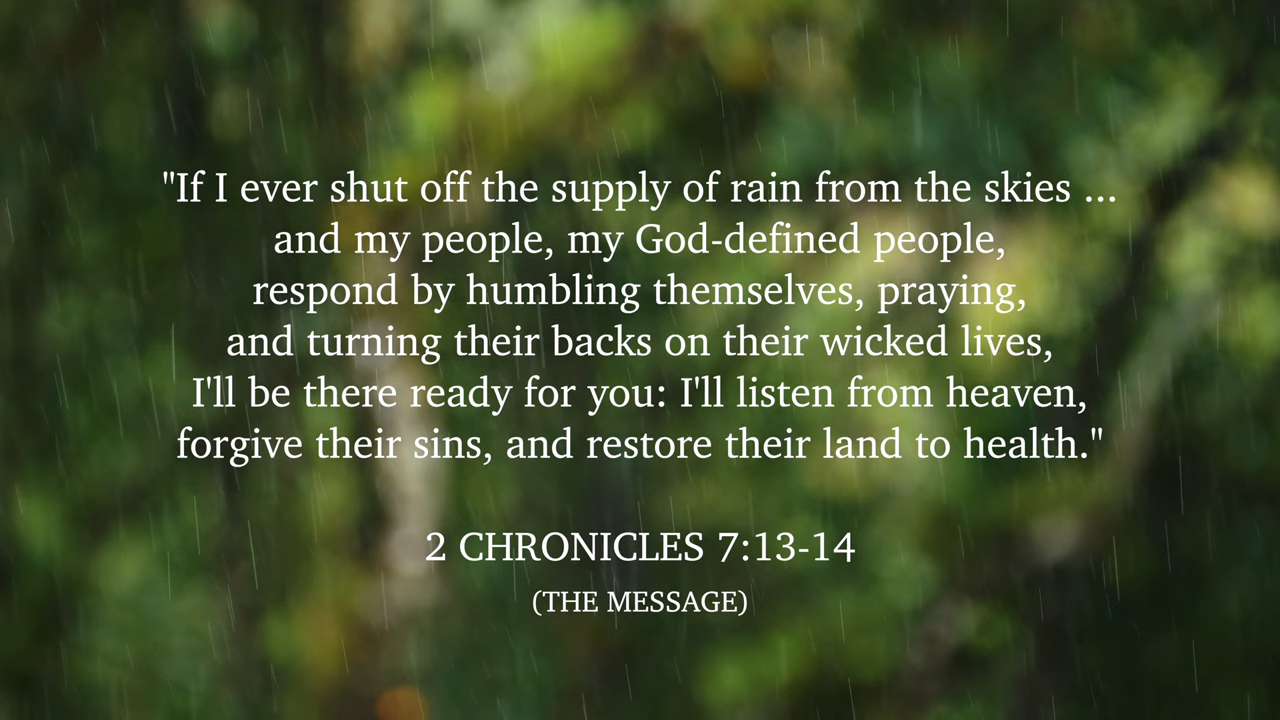 "If I ever shut off the supply of rain from the skies ...
and my people, my God-defined people,
respond by humbling themselves, praying,
and turning their backs on their wicked lives,
I'll be there ready for you: I'll listen from heaven,
forgive their sins, and restore their land to health."
2 CHRONICLES 7:13-14
(THE MESSAGE)